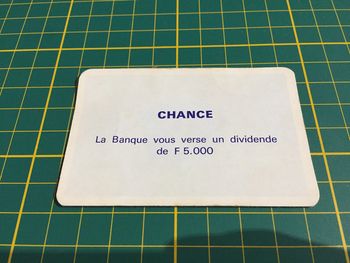 CHANCE
La Banque vous verse un dividende
de F 5.000